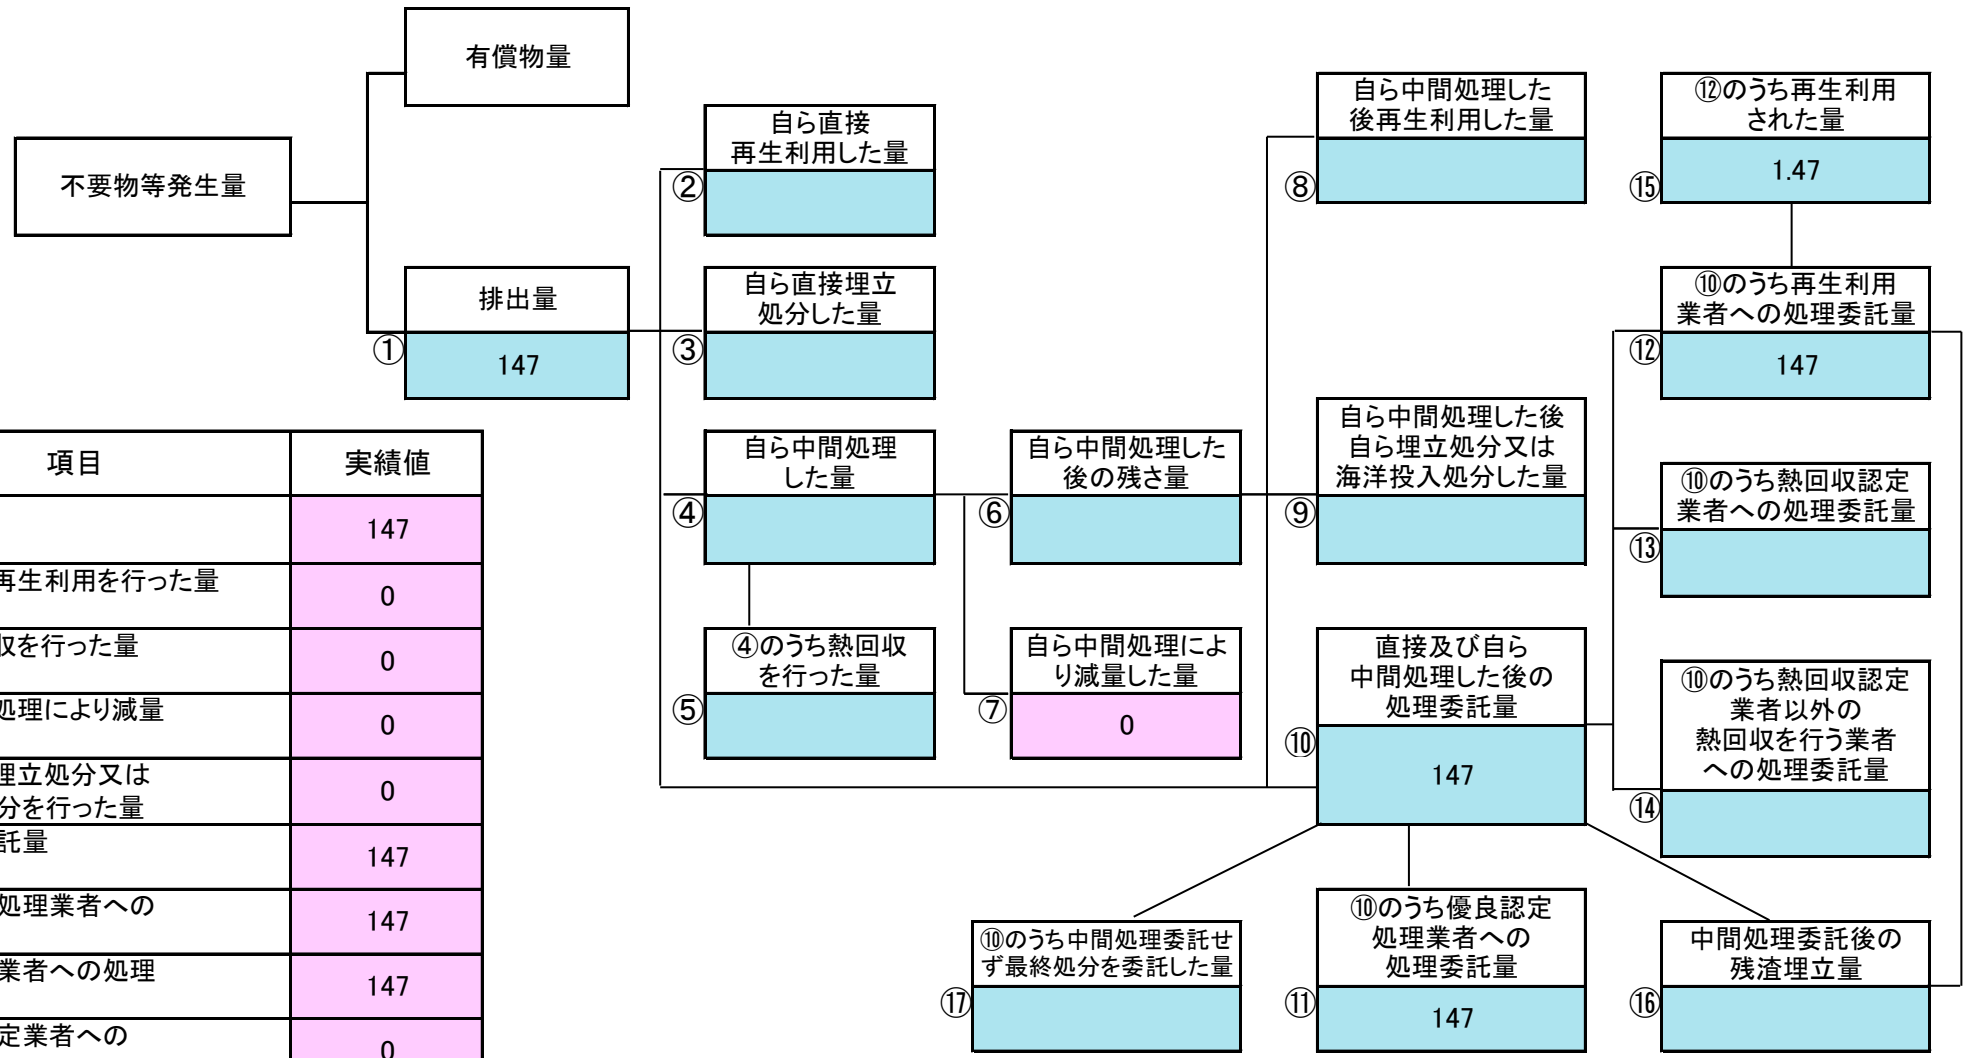 有償物量
不要物等発生量
排出量
①
147
自ら直接
再生利用した量
②
自ら直接埋立
処分した量
③
自ら中間処理
した量
④
④のうち熱回収
を行った量
⑤
自ら中間処理した
後の残さ量
⑥
自ら中間処理によ
り減量した量
⑦
0
自ら中間処理した
後再生利用した量
⑧
自ら中間処理した後
自ら埋立処分又は
海洋投入処分した量
⑨
直接及び自ら
中間処理した後の
処理委託量
⑩
147
⑩のうち優良認定
処理業者への
処理委託量
⑪
147
⑫のうち再生利用
された量
⑮
1.47
⑩のうち再生利用
業者への処理委託量
⑫
147
⑩のうち熱回収認定
業者への処理委託量
⑬
⑩のうち熱回収認定
業者以外の
熱回収を行う業者
への処理委託量
⑭
中間処理委託後の
残渣埋立量
⑯
⑩のうち中間処理委託せ
ず最終処分を委託した量
⑰
項目 実績値
147
再生利用を行った量 0
収を行った量 0
処理により減量 0
埋立処分又は
分を行った量 0
託量 147
処理業者への 147
業者への処理 147
定業者への 0